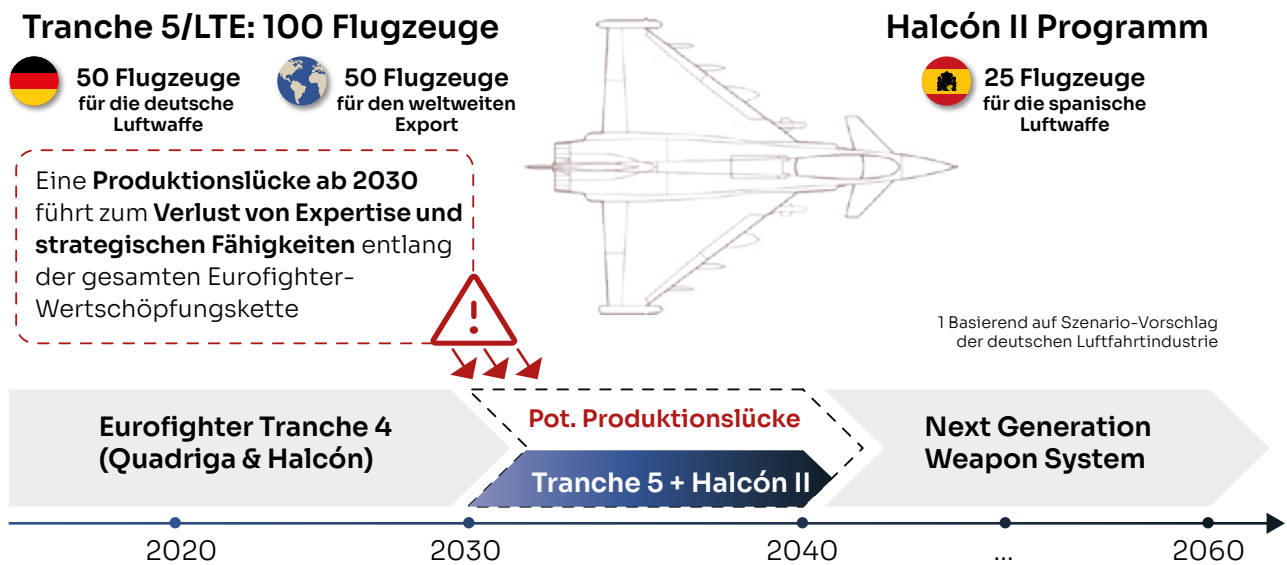 Tranche 5/LTE: 100 Flugzeuge
50 Flugzeuge
für die deutsche
Luftwaffe
50 Flugzeuge
für den weltweiten
Export
Halcón II Programm
25 Flugzeuge
für die spanische
Luftwaffe
Eine Produktionslücke ab 2030
führt zum Verlust von Expertise und
strategischen Fähigkeiten entlang
der gesamten Eurofighter-
Wertschöpfungskette
1 Basierend auf Szenario-Vorschlag
der deutschen Luftfahrtindustrie
Eurofighter Tranche 4
(Quadriga & Halcón)
Pot. Produktionslücke
Tranche 5 + Halcón II
Next Generation
Weapon System
2020
2030
2040
...
2060